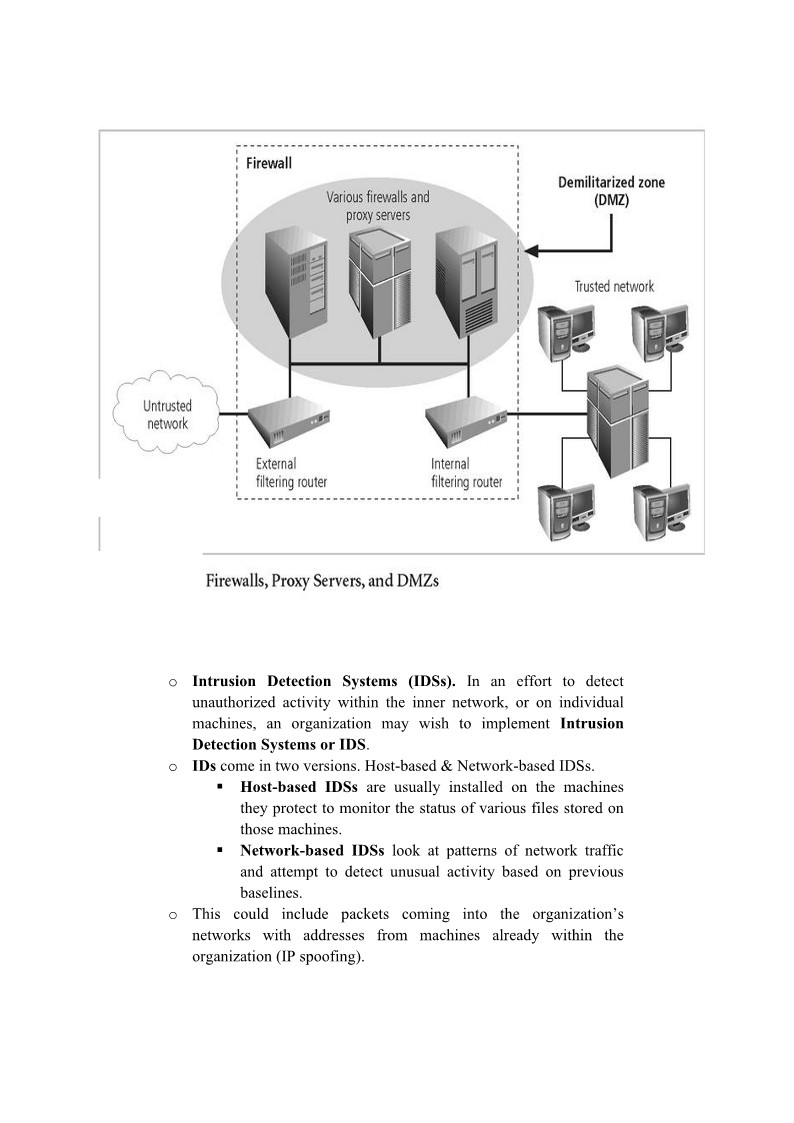 Firewall
Various firewalls and
proxy servers
Demilitarized zone
(DMZ)
Trusted network
Untrusted
network
External
filtering router
Internal
filtering router
Firewalls, Proxy Servers, and DMZs
o Intrusion Detection Systems (IDSs). In an effort to detect
unauthorized activity within the inner network, or on individual
machines, an organization may wish to implement Intrusion
Detection Systems or IDS.
o IDs come in two versions. Host-based & Network-based IDSs.
▪ Host-based IDSs are usually installed on the machines
they protect to monitor the status of various files stored on
those machines.
▪ Network-based IDSs look at patterns of network traffic
and attempt to detect unusual activity based on previous
baselines.
o This could include packets coming into the organization’s
networks with addresses from machines already within the
organization (IP spoofing).